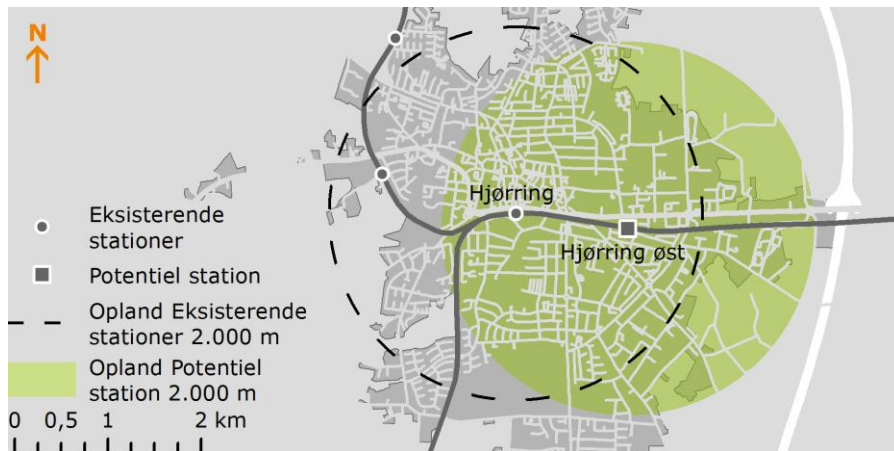 N
Hjørring
Hjørring øst
Eksisterende
stationer
Potentiel station
Opland Eksisterende
stationer 2.000 m
Opland Potentiel
station 2.000 m
0 0,5 1 2 km